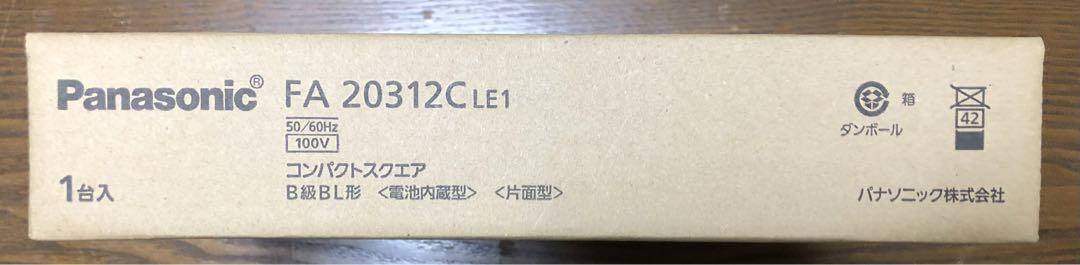 Panasonic® FA 20312C LE1
50/60Hz
100V
コンパクトスクエア
B級BL形 <電池内蔵型> <片面型>
1台入
箱
ダンボール
42
パナソニック株式会社